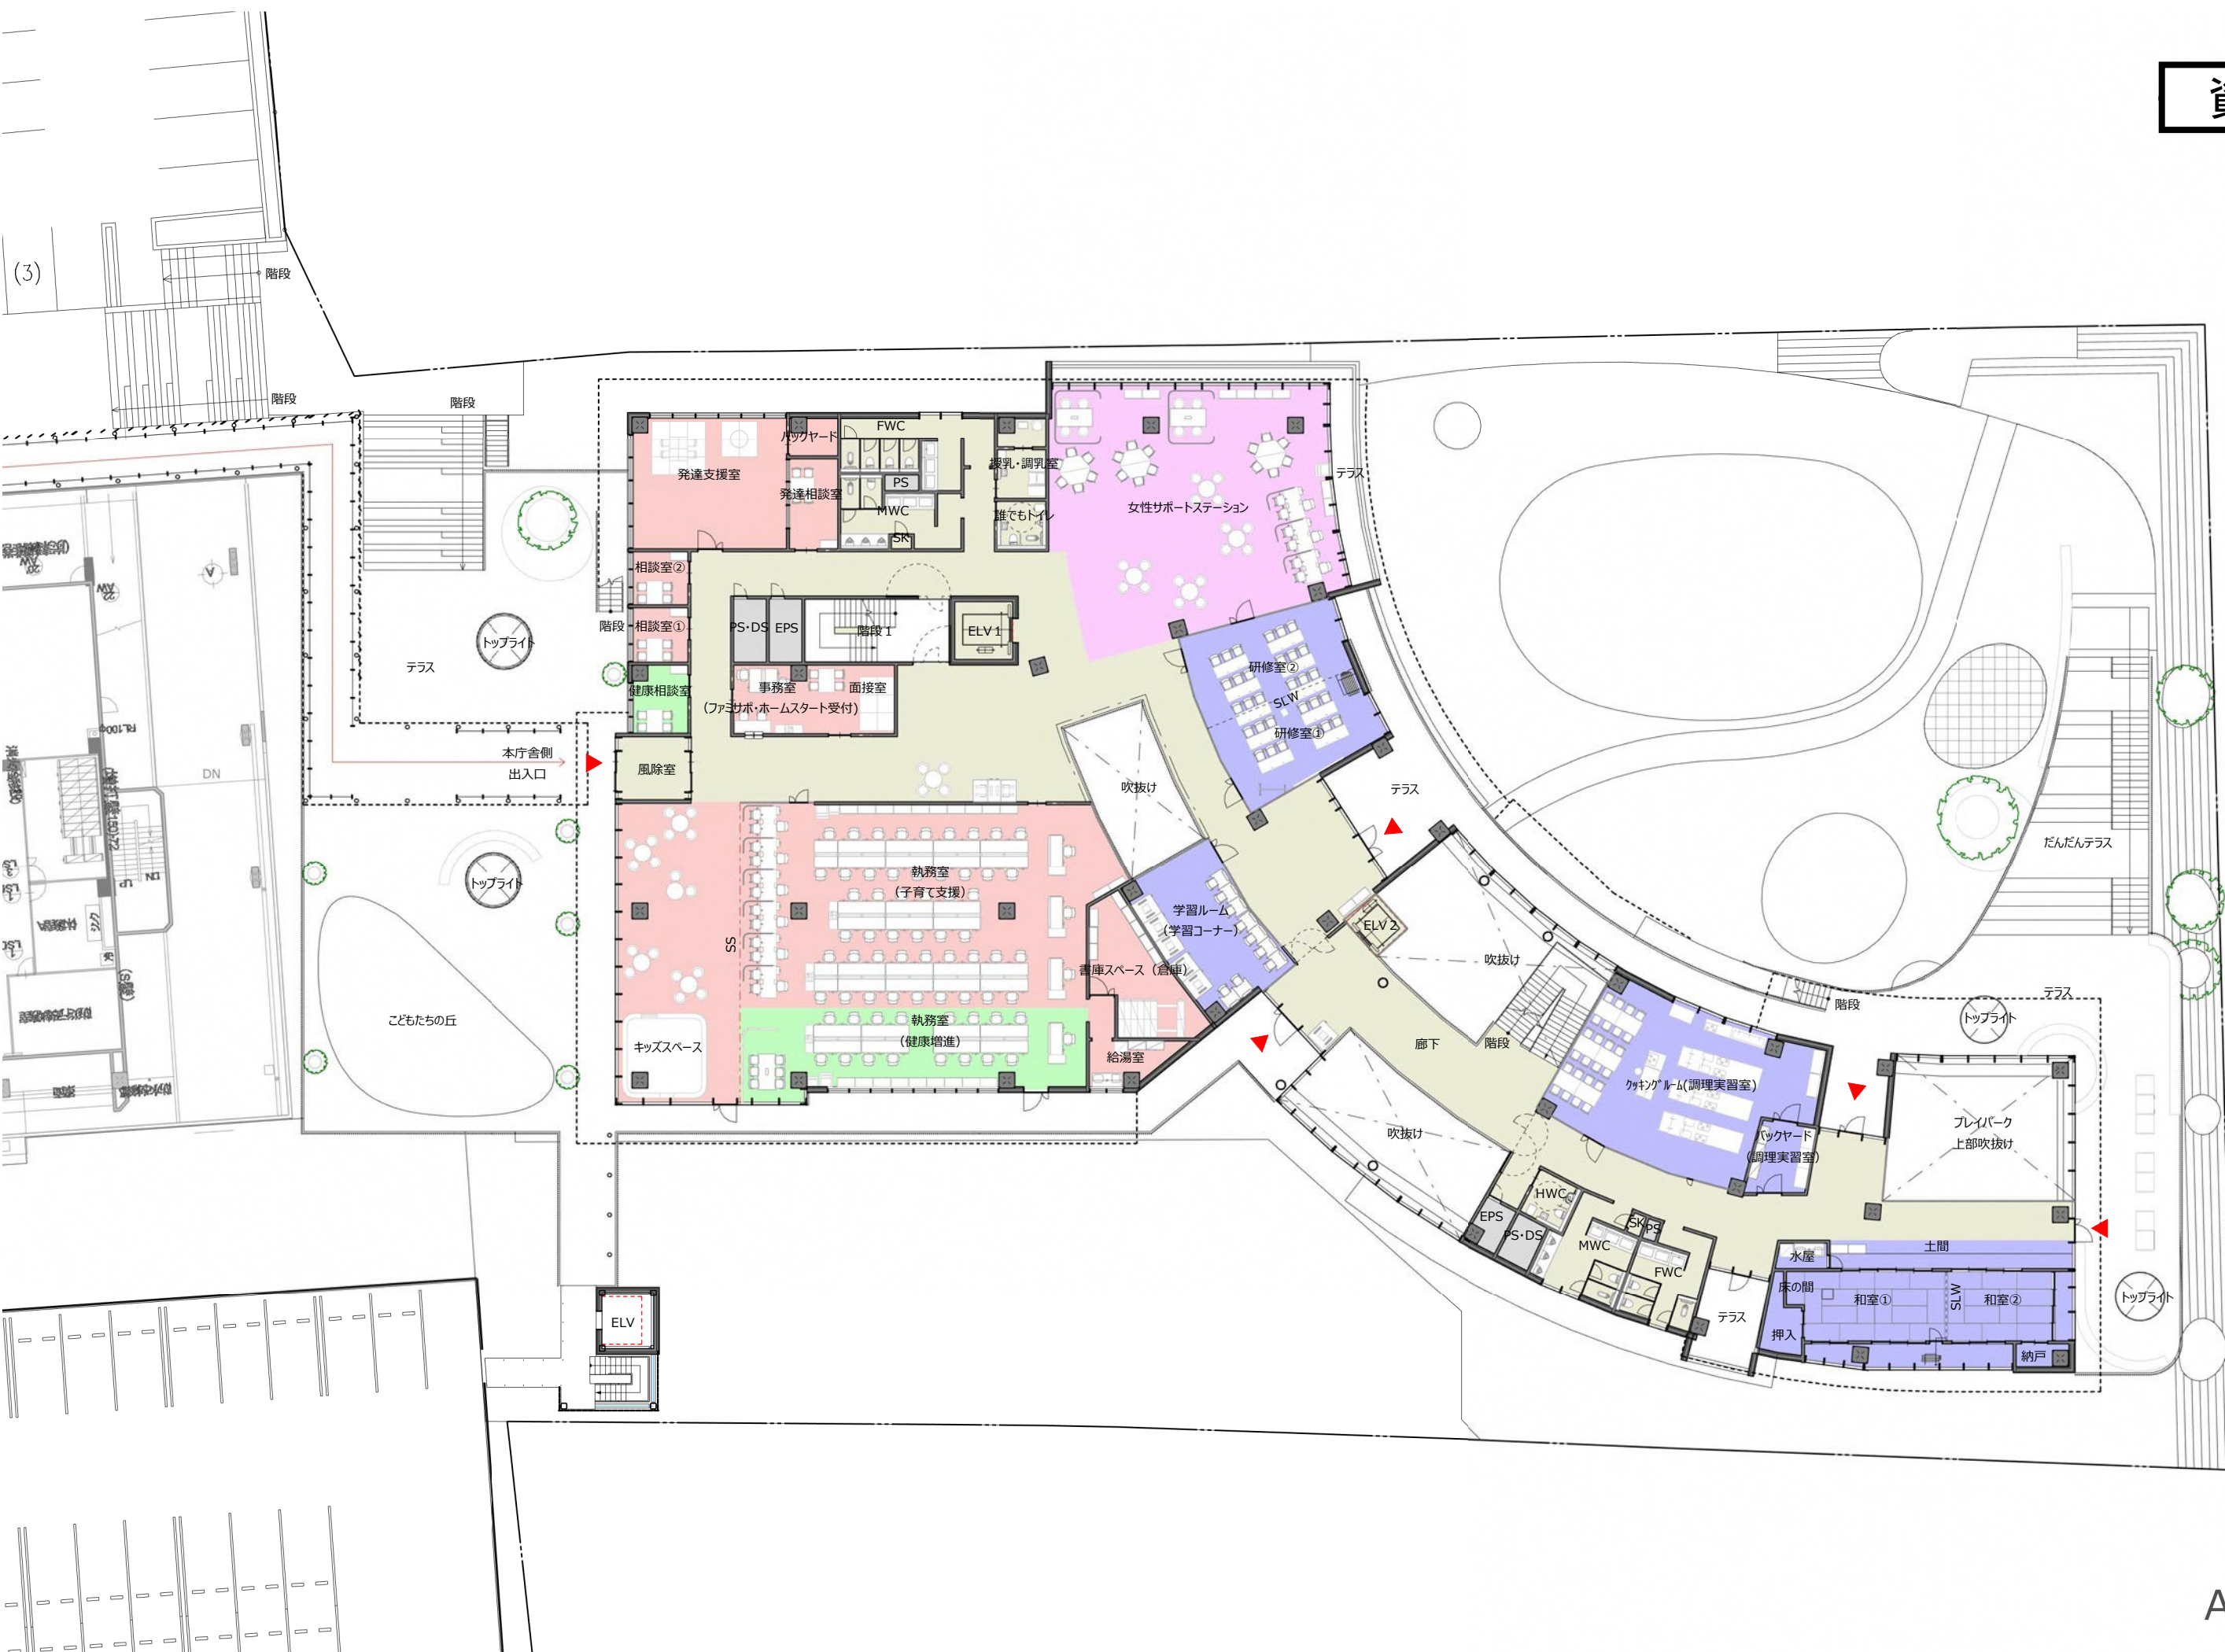 (3)
階段
階段
階段
FWC
バックヤード
発達支援室
授乳・調乳室
テラス
PS
発達相談室
女性サポートステーション
MWC
誰でもトイレ
SK
相談室②
階段
相談室①
PS・DS
EPS
階段1
ELV1
トップライト
テラス
研修室②
健康相談室
事務室
面接室
SLW
(ファミサポ・ホームスタート受付)
研修室①
本庁舎側
出入口
風除室
DN
吹抜け
テラス
だんだんテラス
トップライト
執務室
(子育て支援)
学習ルーム
(学習コーナー)
ELV2
SS
吹抜け
書庫スペース（倉庫）
テラス
階段
トップライト
こどもたちの丘
執務室
(健康増進)
キッズスペース
給湯室
廊下
階段
クッキングルーム(調理実習室)
プレイパーク
上部吹抜け
吹抜け
バックヤード
(調理実習室)
HWC
EPS
SK
PS
PS・DS
MWC
土間
水屋
FWC
床の間
和室①
SLW
和室②
トップライト
テラス
押入
納戸
ELV